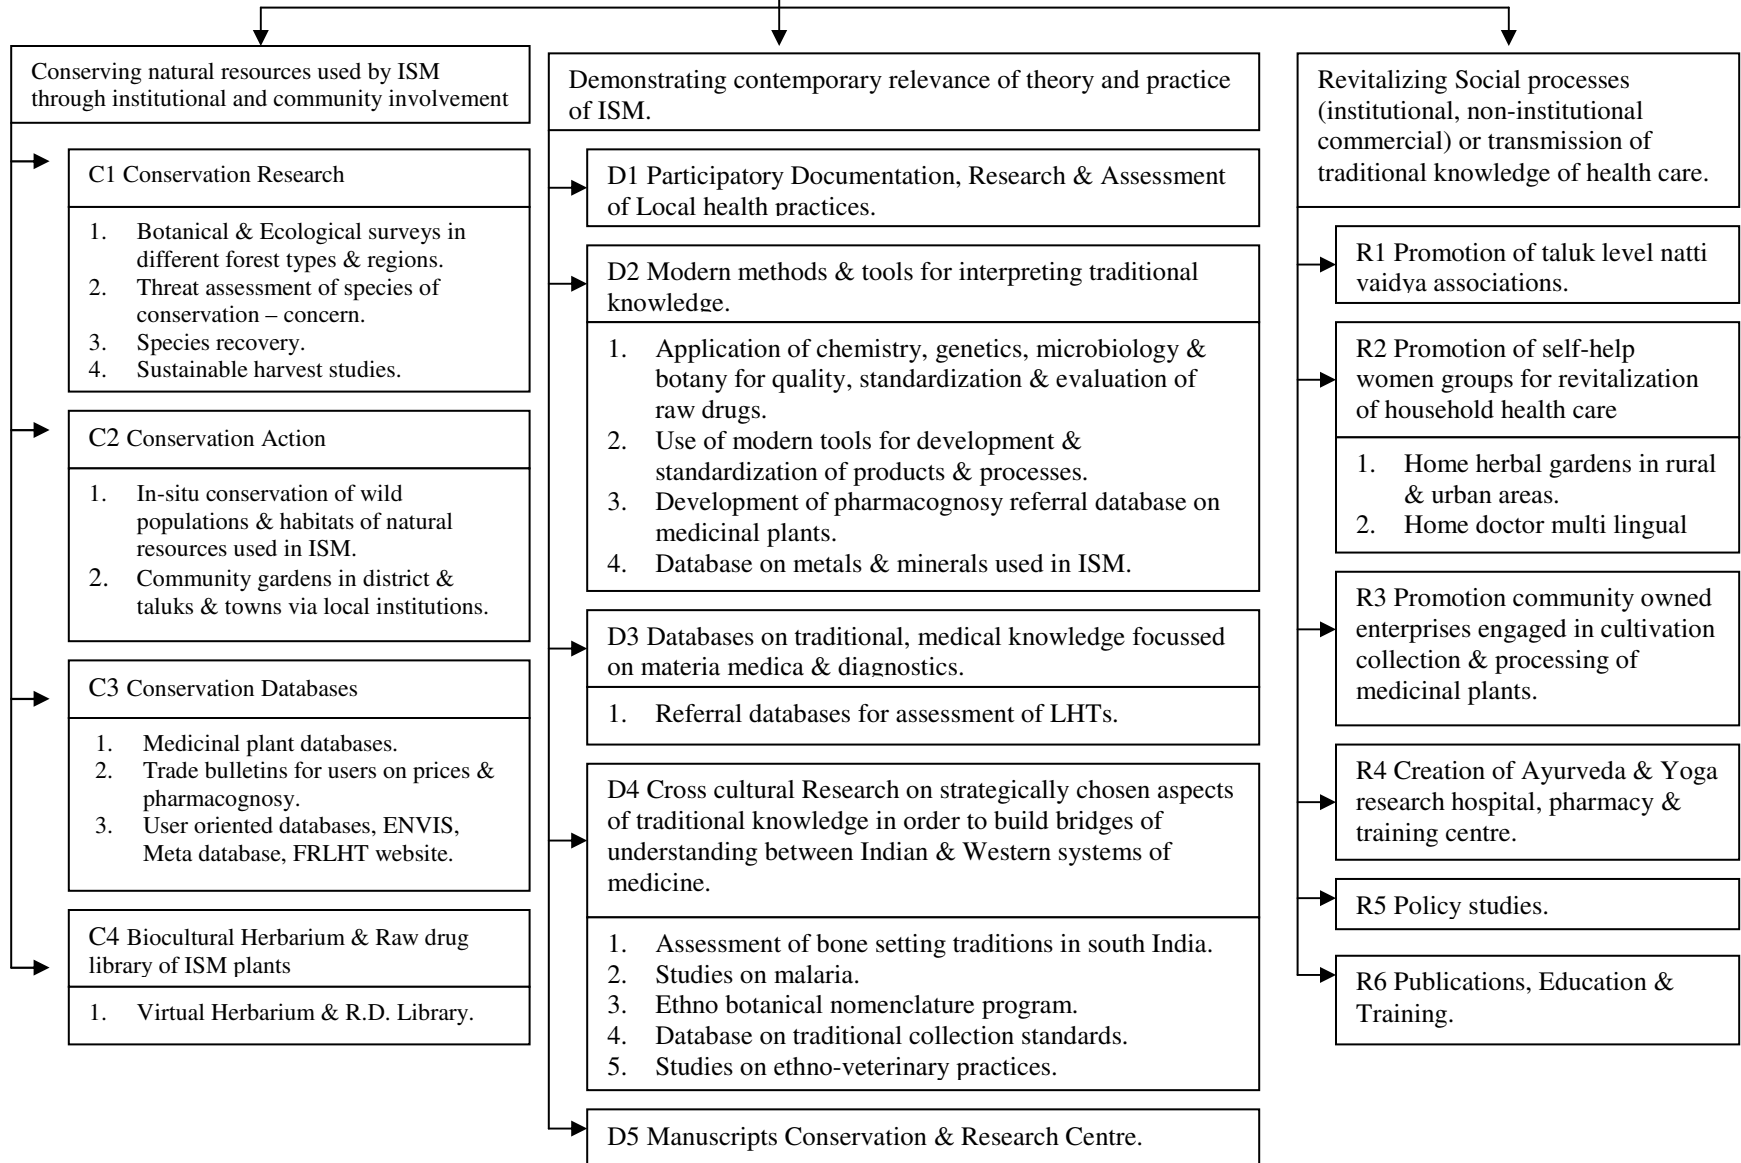 Conserving natural resources used by ISM
through institutional and community involvement
C1 Conservation Research
1. Botanical & Ecological surveys in
different forest types & regions.
2. Threat assessment of species of
conservation – concern.
3. Species recovery.
4. Sustainable harvest studies.
C2 Conservation Action
1. In-situ conservation of wild
populations & habitats of natural
resources used in ISM.
2. Community gardens in district &
taluks & towns via local institutions.
C3 Conservation Databases
1. Medicinal plant databases.
2. Trade bulletins for users on prices &
pharmacognosy.
3. User oriented databases, ENVIS,
Meta database, FRLHT website.
C4 Biocultural Herbarium & Raw drug
library of ISM plants
1. Virtual Herbarium & R.D. Library.
Demonstrating contemporary relevance of theory and practice
of ISM.
D1 Participatory Documentation, Research & Assessment
of Local health practices.
D2 Modern methods & tools for interpreting traditional
knowledge.
1. Application of chemistry, genetics, microbiology &
botany for quality, standardization & evaluation of
raw drugs.
2. Use of modern tools for development &
standardization of products & processes.
3. Development of pharmacognosy referral database on
medicinal plants.
4. Database on metals & minerals used in ISM.
D3 Databases on traditional, medical knowledge focussed
on materia medica & diagnostics.
1. Referral databases for assessment of LHTs.
D4 Cross cultural Research on strategically chosen aspects
of traditional knowledge in order to build bridges of
understanding between Indian & Western systems of
medicine.
1. Assessment of bone setting traditions in south India.
2. Studies on malaria.
3. Ethno botanical nomenclature program.
4. Database on traditional collection standards.
5. Studies on ethno-veterinary practices.
D5 Manuscripts Conservation & Research Centre.
Revitalizing Social processes
(institutional, non-institutional
commercial) or transmission of
traditional knowledge of health care.
R1 Promotion of taluk level natti
vaidya associations.
R2 Promotion of self-help
women groups for revitalization
of household health care
1. Home herbal gardens in rural
& urban areas.
2. Home doctor multi lingual
R3 Promotion community owned
enterprises engaged in cultivation
collection & processing of
medicinal plants.
R4 Creation of Ayurveda & Yoga
research hospital, pharmacy &
training centre.
R5 Policy studies.
R6 Publications, Education &
Training.